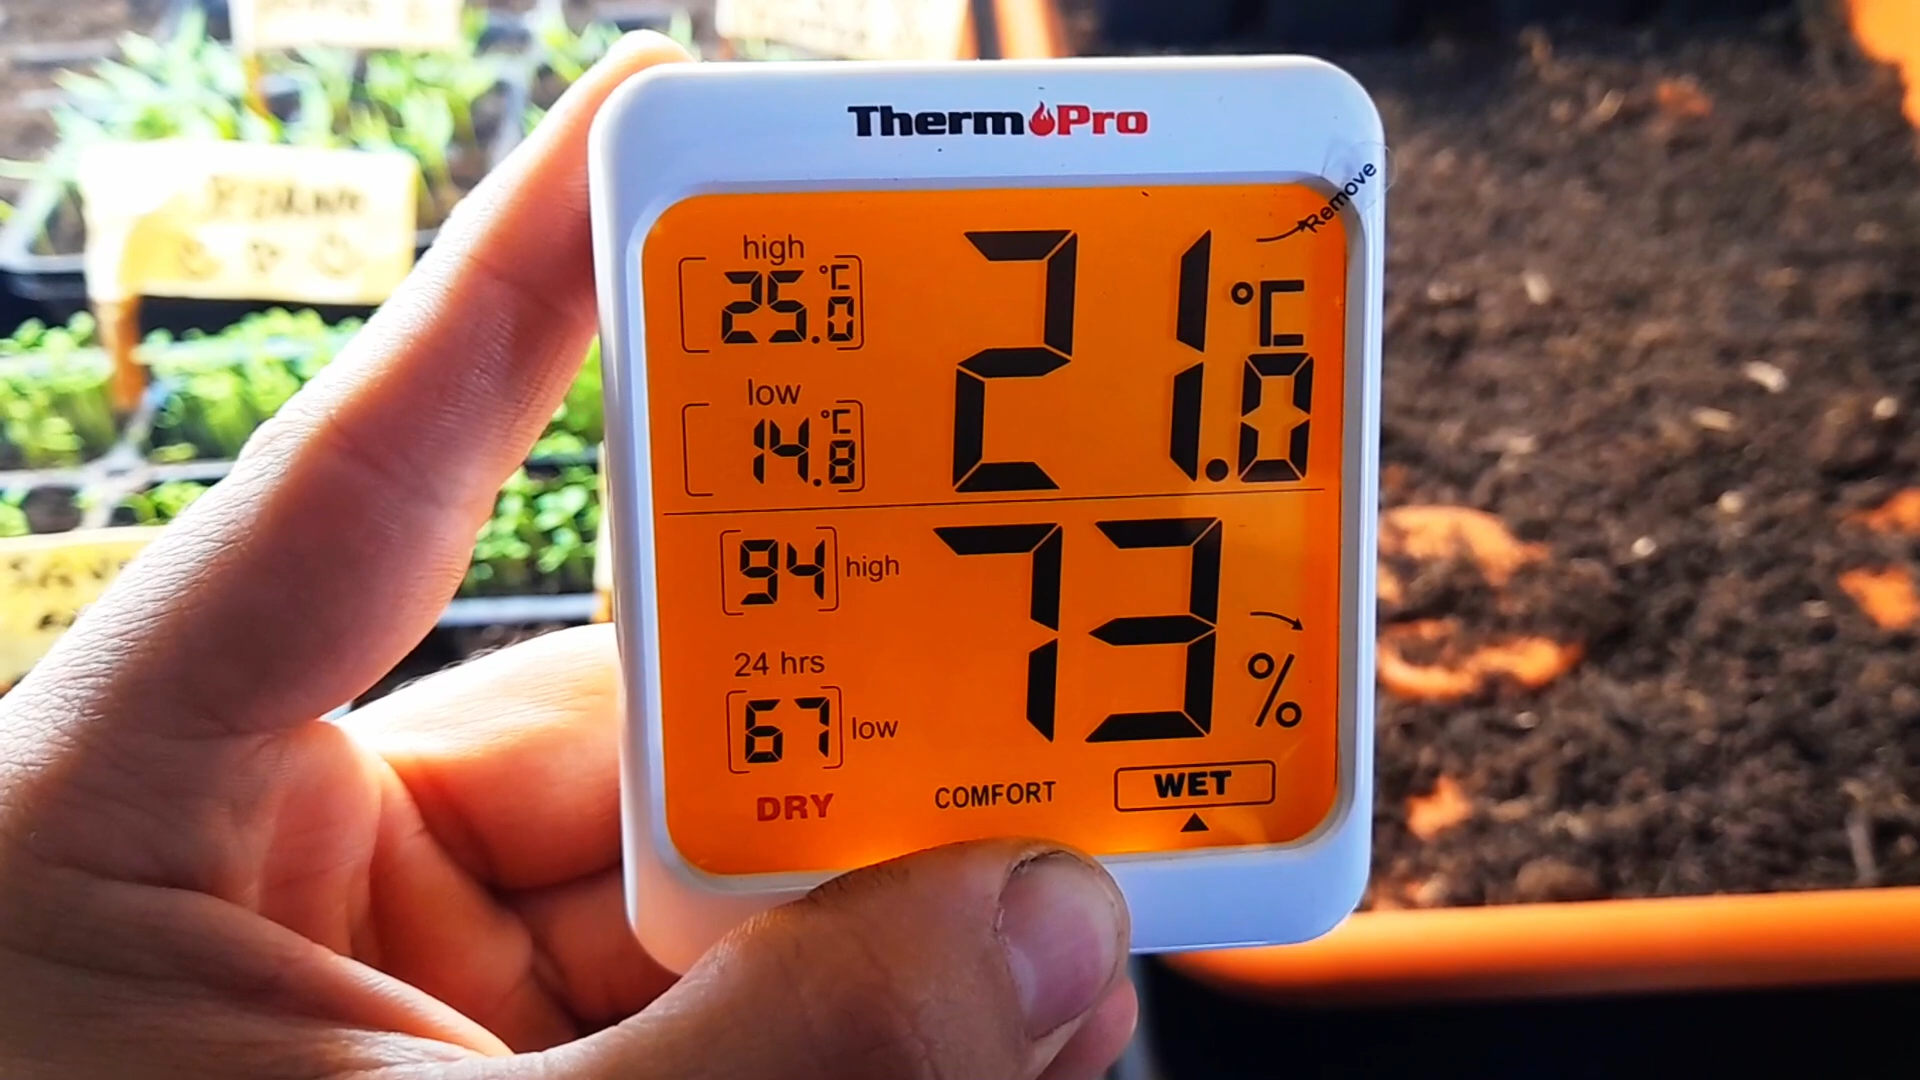 ThermoPro
Remove
high
25.0 °C
21.0 °C
low
14.8 °C
94 high
73 %
24 hrs
67 low
DRY COMFORT WET